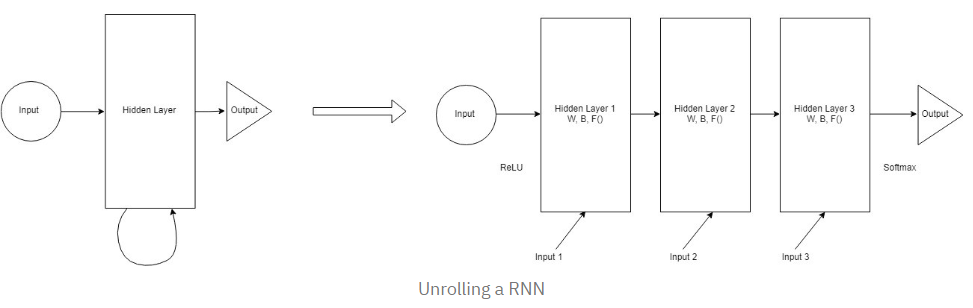 Input
Hidden Layer
Output
Input
Hidden Layer 1
W, B, F()
Hidden Layer 2
W, B, F()
Hidden Layer 3
W, B, F()
Output
ReLU
Softmax
Input 1
Input 2
Input 3
Unrolling a RNN